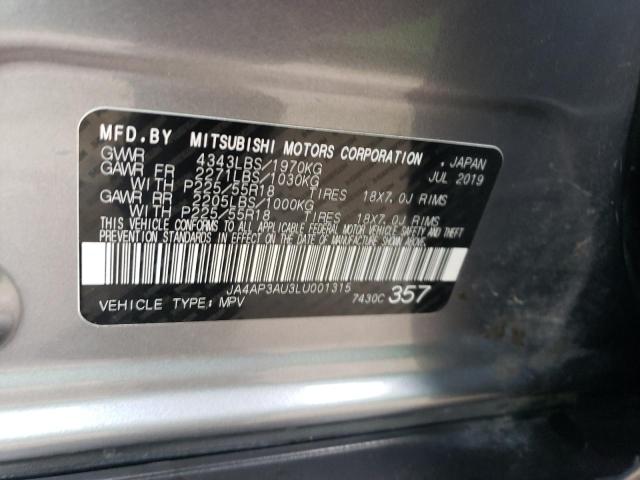 MFD.BY MITSUBISHI MOTORS CORPORATION , JAPAN
GVWR 4343LBS/1970KG JUL 2019
GAWR FR 2271LBS/1030KG
WITH P225/55R18 TIRES 18X7.0J RIMS
GAWR RR 2205LBS/1000KG
WITH P225/55R18 TIRES 18X7.0J RIMS
THIS VEHICLE CONFORMS TO ALL APPLICABLE FEDERAL MOTOR VEHICLE SAFETY AND THEFT
PREVENTION STANDARDS IN EFFECT ON THE DATE OF MANUFACTURE SHOWN ABOVE.
JA4AP3AU3LU001315
VEHICLE TYPE: MPV 7430C 357